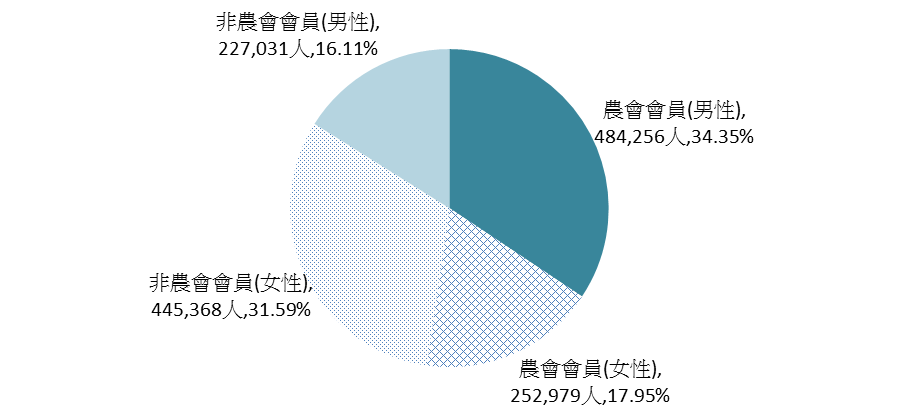 非農會會員(男性),
227,031人,16.11%
農會會員(男性),
484,256人,34.35%
非農會會員(女性),
445,368人,31.59%
農會會員(女性),
252,979人,17.95%